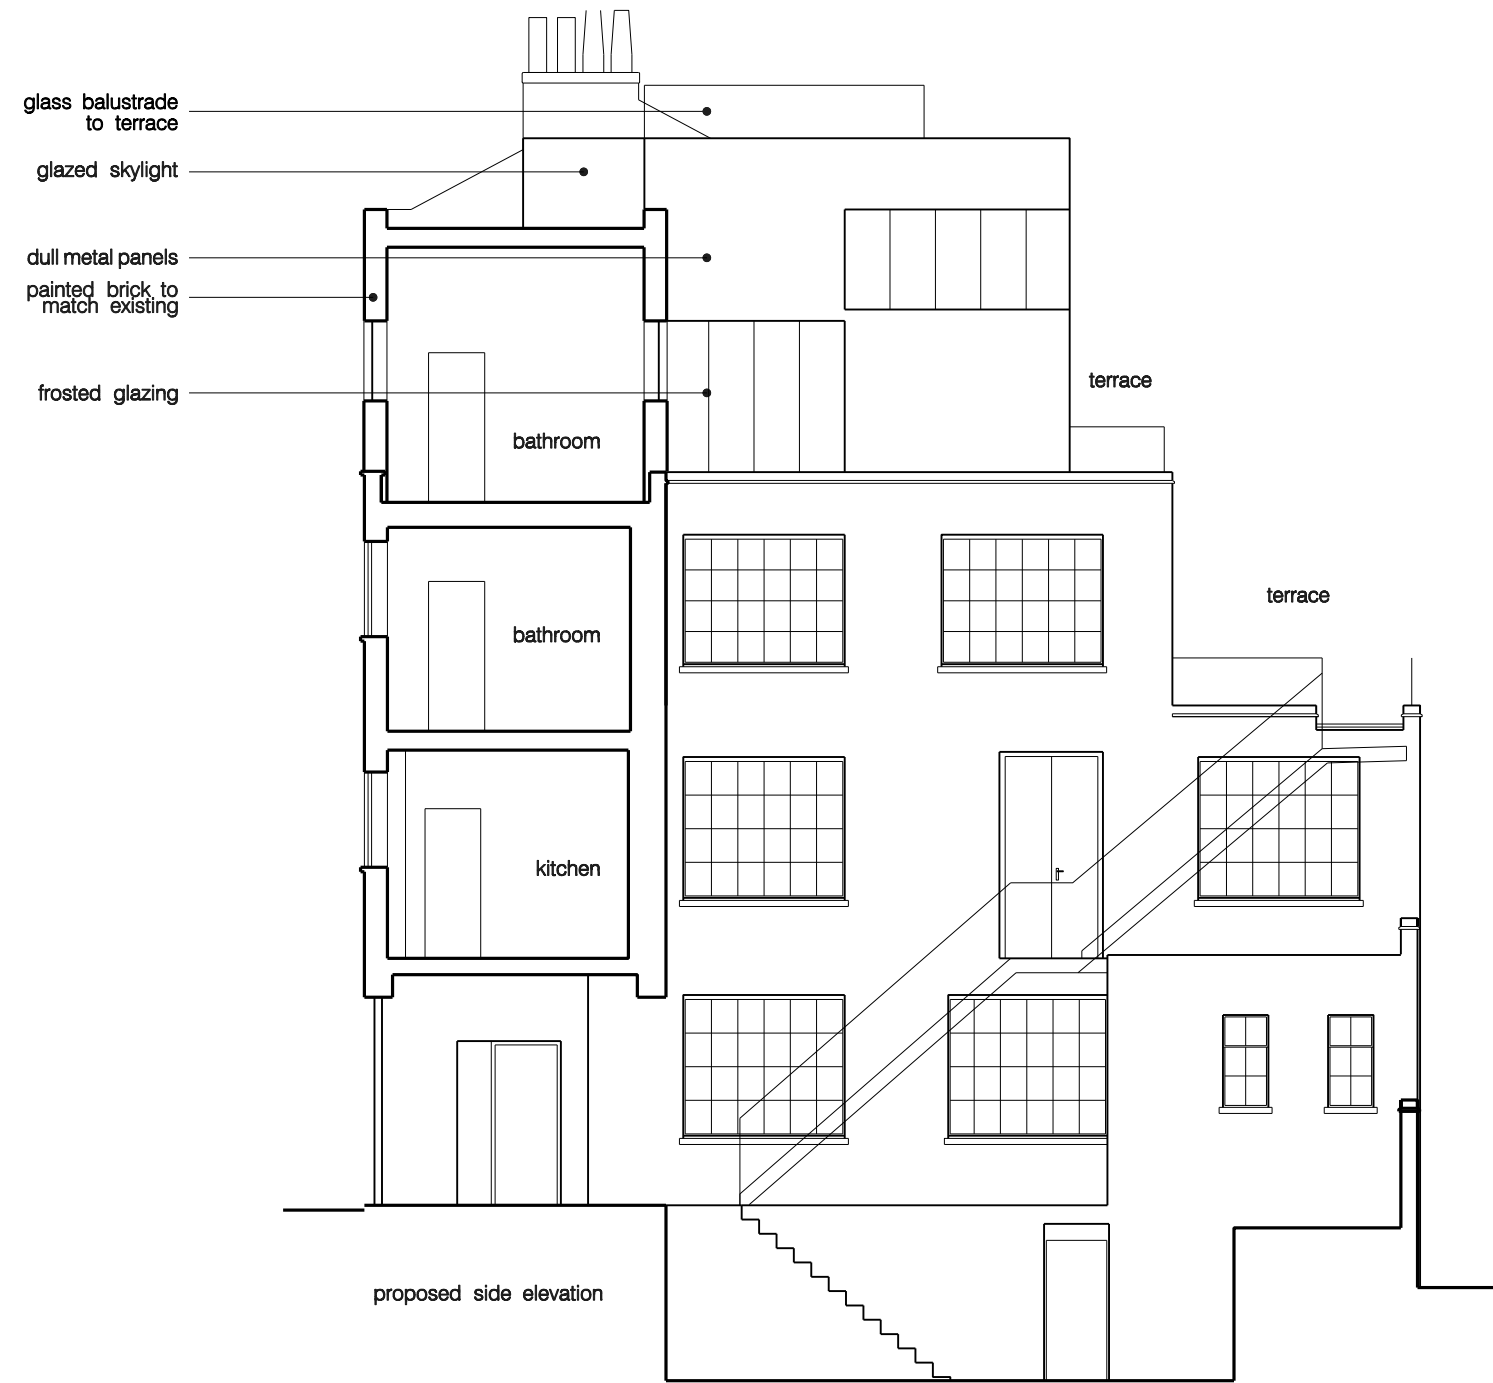 glass balustrade
to terrace
glazed skylight
dull metal panels
painted brick to
match existing
frosted glazing
terrace
bathroom
terrace
bathroom
kitchen
proposed side elevation